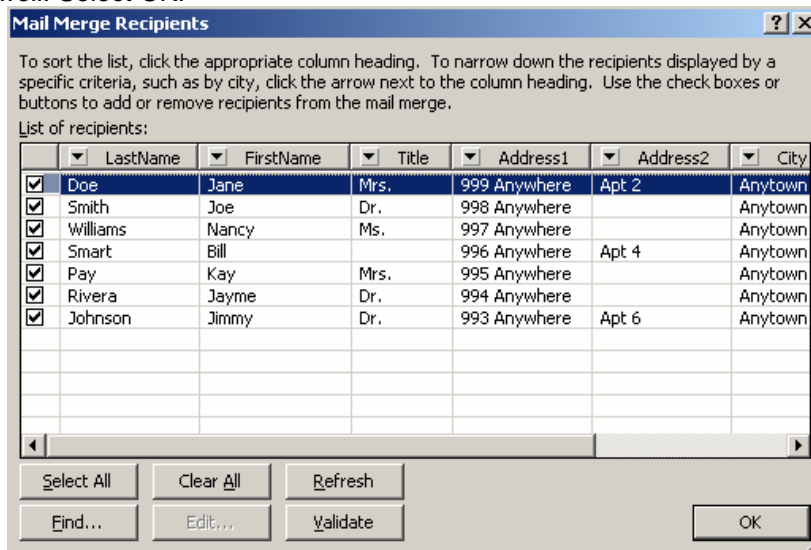 Mail Merge Recipients
To sort the list, click the appropriate column heading. To narrow down the recipients displayed by a
specific criteria, such as by city, click the arrow next to the column heading. Use the check boxes or
buttons to add or remove recipients from the mail merge.
List of recipients:
LastName FirstName Title Address1 Address2 City
Doe Jane Mrs. 999 Anywhere Apt 2 Anytown
Smith Joe Dr. 998 Anywhere Anytown
Williams Nancy Ms. 997 Anywhere Anytown
Smart Bill 996 Anywhere Apt 4 Anytown
Pay Kay Mrs. 995 Anywhere Anytown
Rivera Jayme Dr. 994 Anywhere Anytown
Johnson Jimmy Dr. 993 Anywhere Apt 6 Anytown
Select All Clear All Refresh
Find... Edit... Validate OK